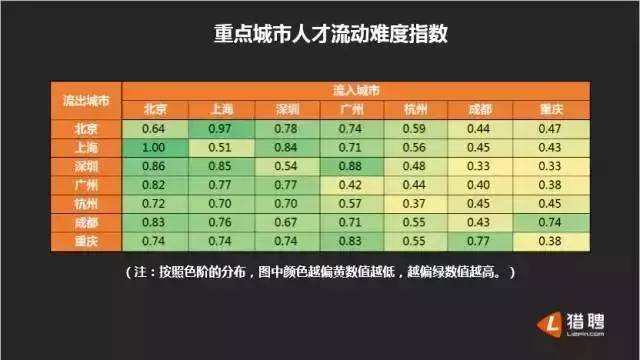 重点城市人才流动难度指数
流出城市 流入城市
北京 上海 深圳 广州 杭州 成都 重庆
北京 0.64 0.97 0.78 0.74 0.59 0.44 0.47
上海 1.00 0.51 0.84 0.71 0.56 0.45 0.43
深圳 0.86 0.85 0.54 0.88 0.48 0.33 0.33
广州 0.82 0.77 0.77 0.42 0.44 0.40 0.38
杭州 0.72 0.70 0.70 0.57 0.37 0.45 0.45
成都 0.83 0.76 0.67 0.71 0.55 0.43 0.74
重庆 0.74 0.74 0.74 0.83 0.55 0.77 0.38
（注：按照色阶的分布，图中颜色越偏黄数值越低，越偏绿数值越高。）
猎聘
Liepin.com